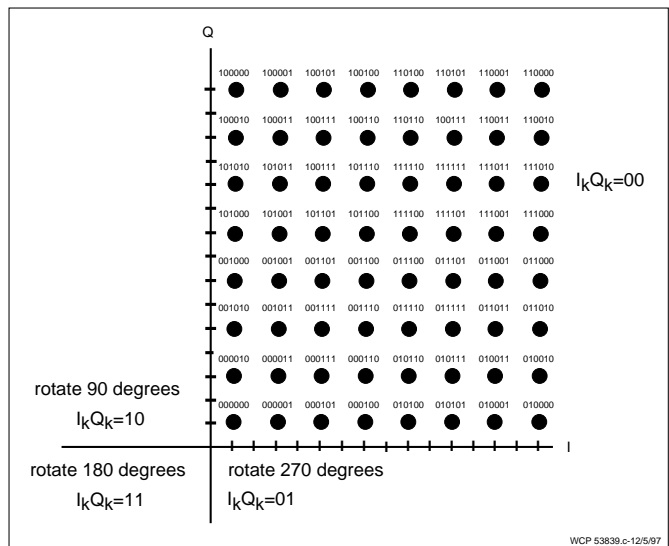 Q
100000 100001 100101 100100 110100 110101 110001 110000
100010 100011 100111 100110 110110 100111 110011 110010
101010 101011 100111 101110 111110 111111 111011 111010
IkQk=00
101000 101001 101101 101100 111100 111101 111001 111000
001000 001001 001101 001100 011100 011101 011001 011000
001010 001011 001111 001110 011110 011111 011011 011010
000010 000011 000111 000110 010110 010111 010011 010010
rotate 90 degrees
IkQk=10
000000 000001 000101 000100 010100 010101 010001 010000
I
rotate 180 degrees rotate 270 degrees
IkQk=11 IkQk=01
WCP 53839.c-12/5/97